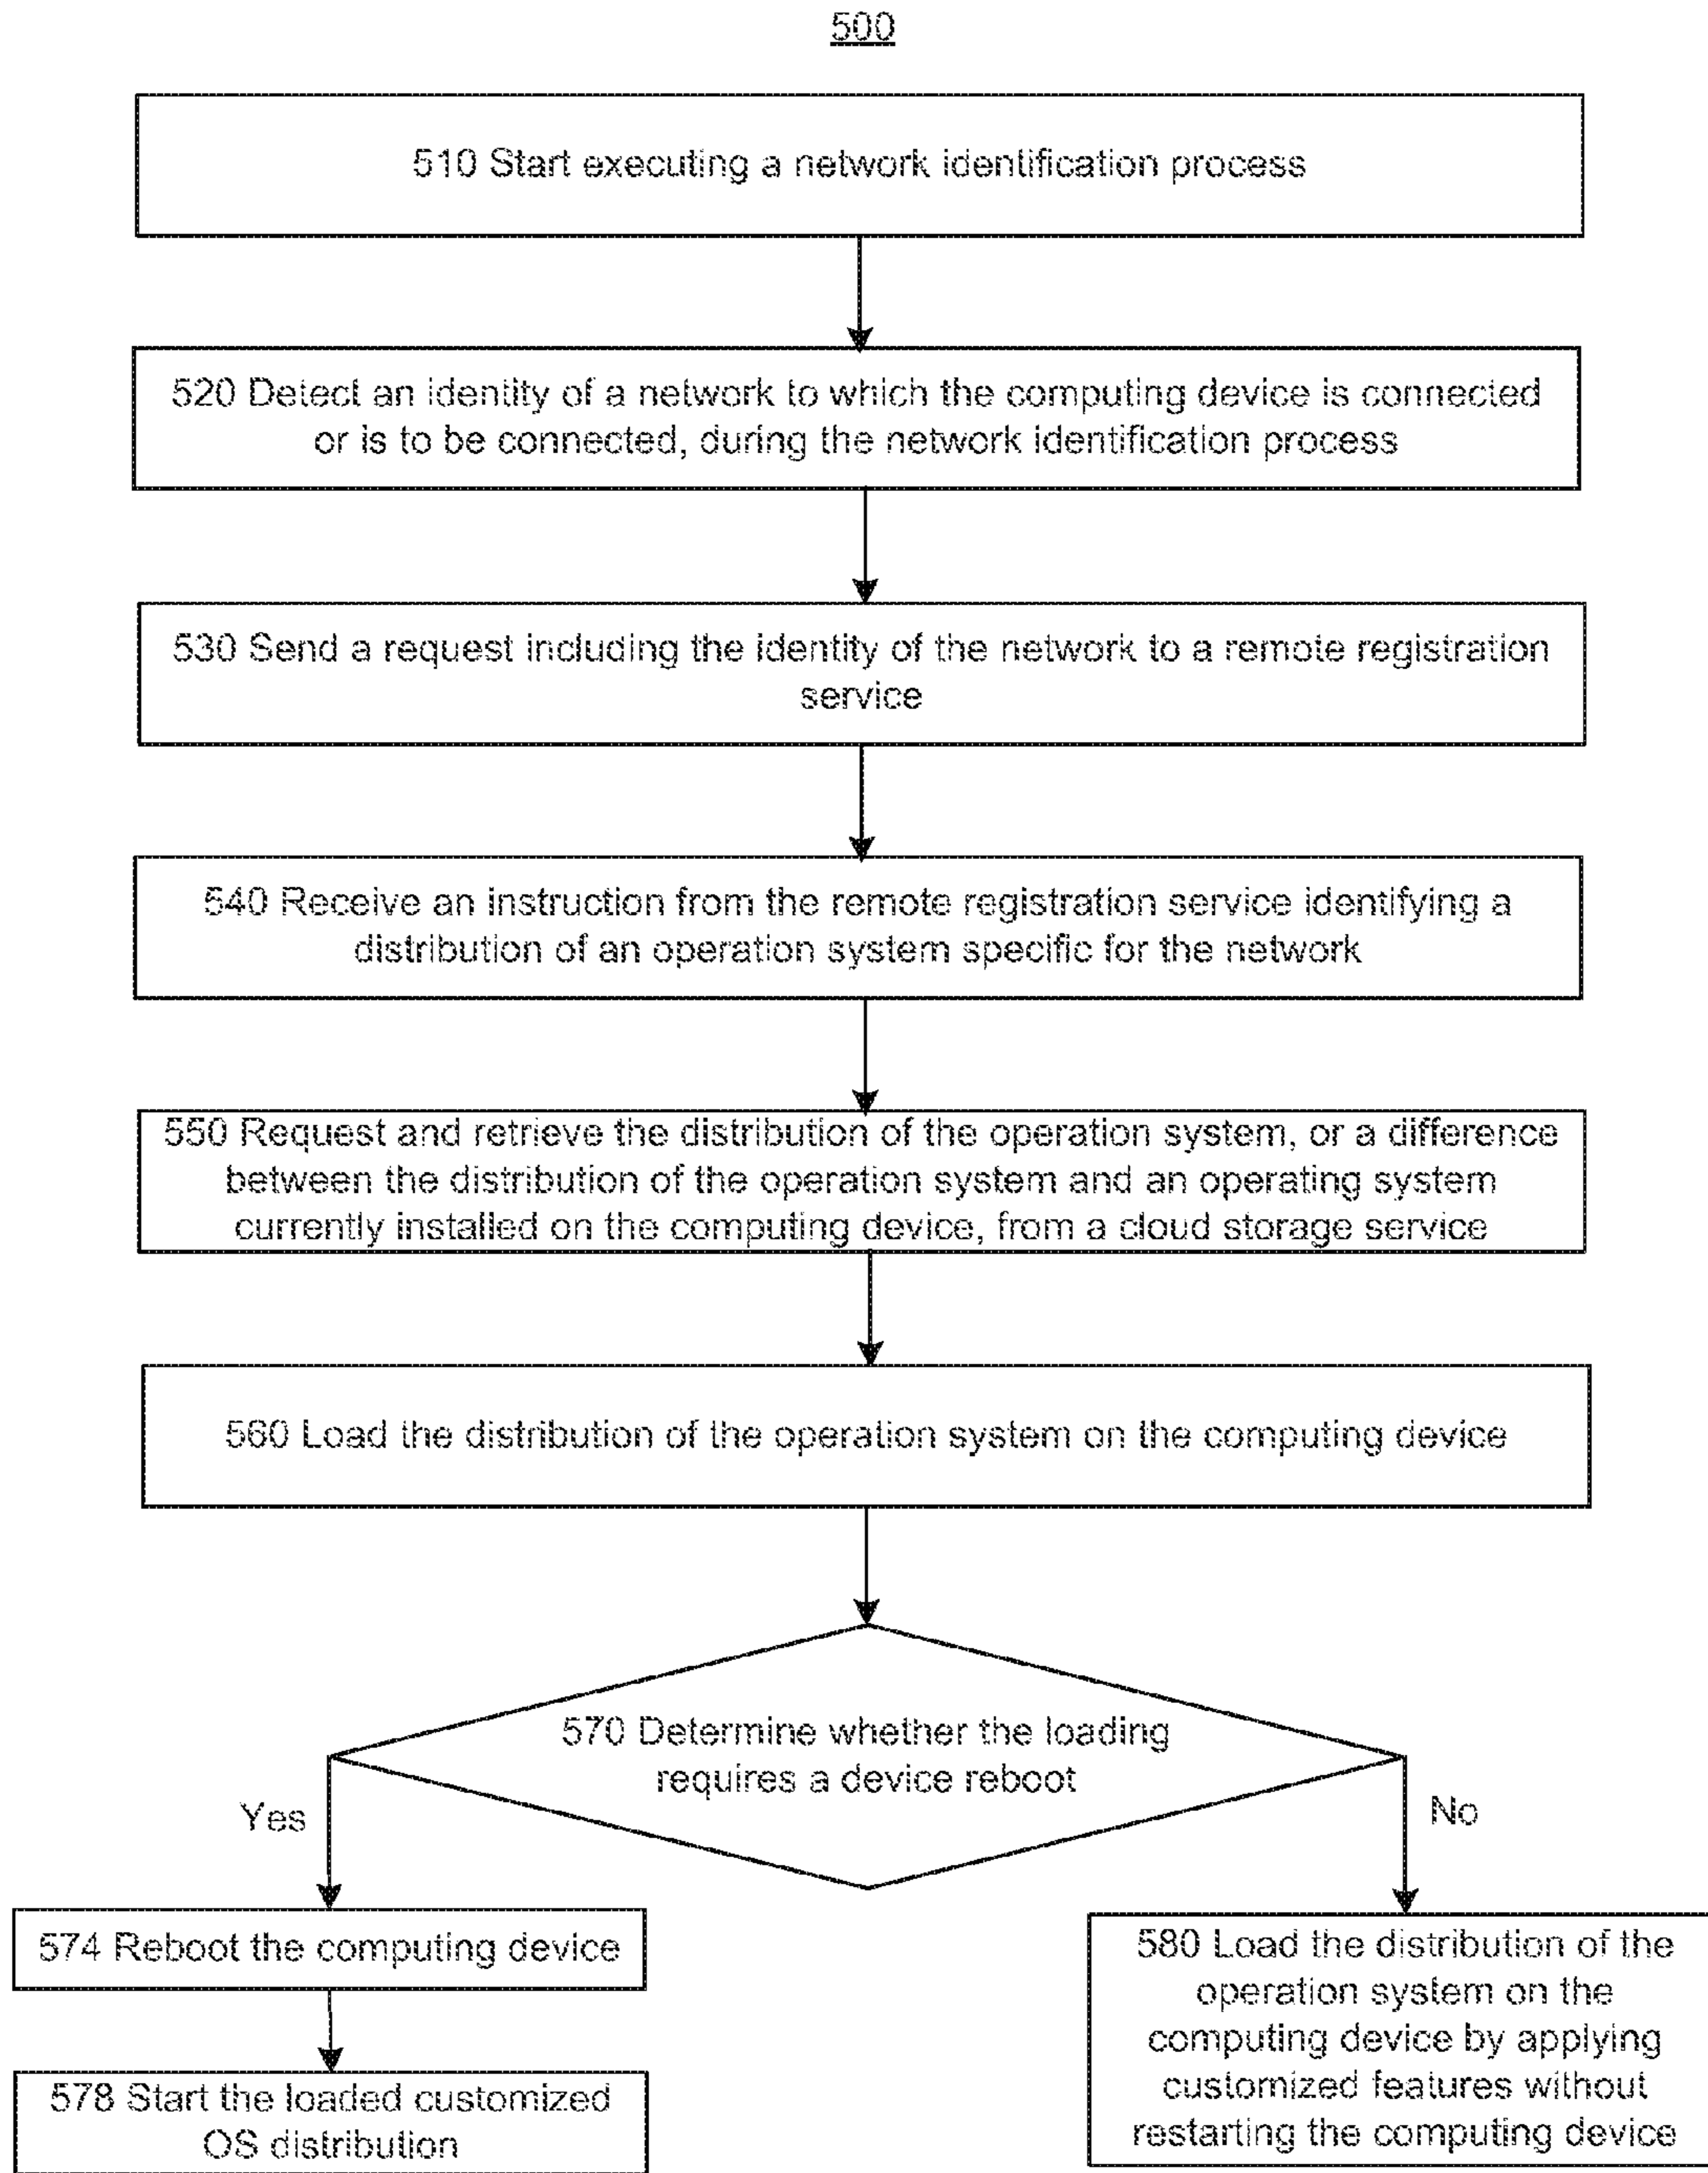 500
510 Start executing a network identification process
520 Detect an identity of a network to which the computing device is connected
or is to be connected, during the network identification process
530 Send a request including the identity of the network to a remote registration
service
540 Receive an instruction from the remote registration service identifying a
distribution of an operation system specific for the network
550 Request and retrieve the distribution of the operation system, or a difference
between the distribution of the operation system and an operating system
currently installed on the computing device, from a cloud storage service
560 Load the distribution of the operation system on the computing device
570 Determine whether the loading
requires a device reboot
Yes
No
574 Reboot the computing device
578 Start the loaded customized
OS distribution
580 Load the distribution of the
operation system on the
computing device by applying
customized features without
restarting the computing device